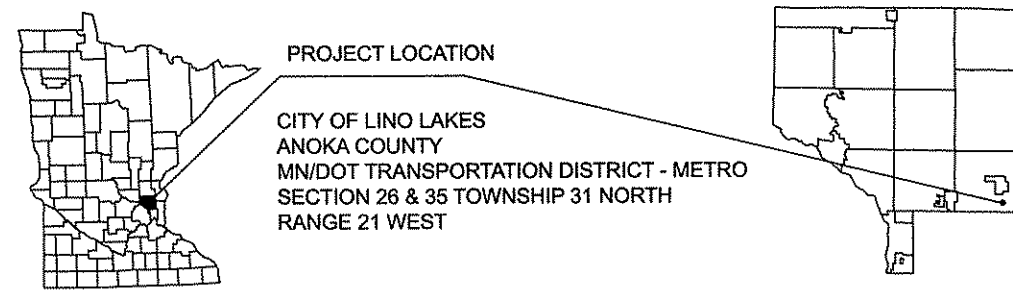 PROJECT LOCATION
CITY OF LINO LAKES
ANOKA COUNTY
MN/DOT TRANSPORTATION DISTRICT - METRO
SECTION 26 & 35 TOWNSHIP 31 NORTH
RANGE 21 WEST